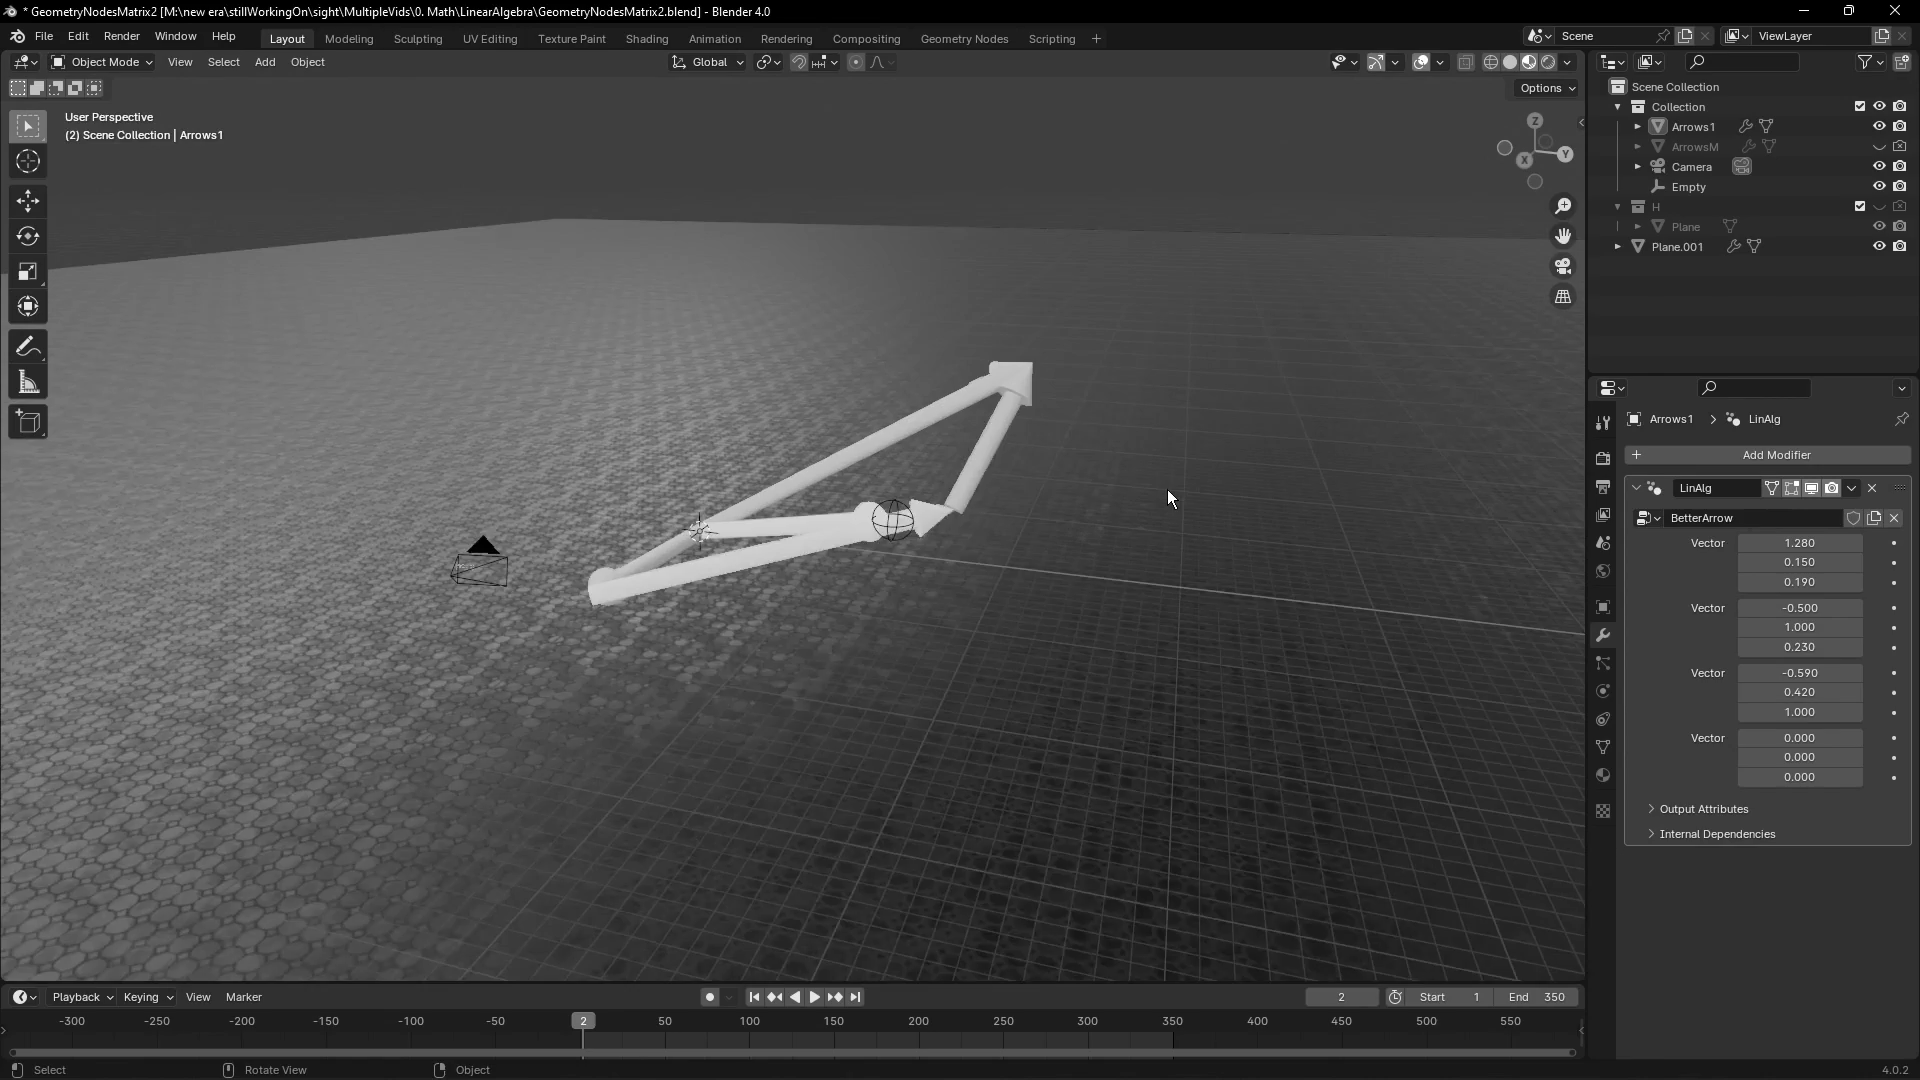 * GeometryNodesMatrix2 [M:\new era\stillWorkingOn\sight\MultipleVids\0. Math\LinearAlgebra\GeometryNodesMatrix2.blend] - Blender 4.0
File Edit Render Window Help Layout Modeling Sculpting UV Editing Texture Paint Shading Animation Rendering Compositing Geometry Nodes Scripting + Scene ViewLayer
Object Mode View Select Add Object Global
Options
User Perspective
(2) Scene Collection | Arrows1
Z
Y
X
Scene Collection
Collection
Arrows1
ArrowsM
Camera
Empty
H
Plane
Plane.001
Arrows1 > LinAlg
+ Add Modifier
LinAlg
BetterArrow
Vector 1.280
0.150
0.190
Vector -0.500
1.000
0.230
Vector -0.590
0.420
1.000
Vector 0.000
0.000
0.000
Output Attributes
Internal Dependencies
Playback Keying View Marker 2 Start 1 End 350
-300 -250 -200 -150 -100 -50 2 50 100 150 200 250 300 350 400 450 500 550
Select Rotate View Object 4.0.2